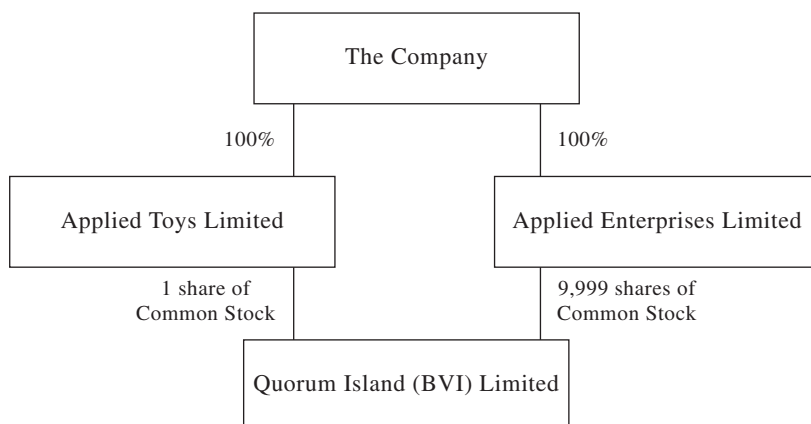 The Company
100%
100%
Applied Toys Limited
Applied Enterprises Limited
1 share of
Common Stock
9,999 shares of
Common Stock
Quorum Island (BVI) Limited